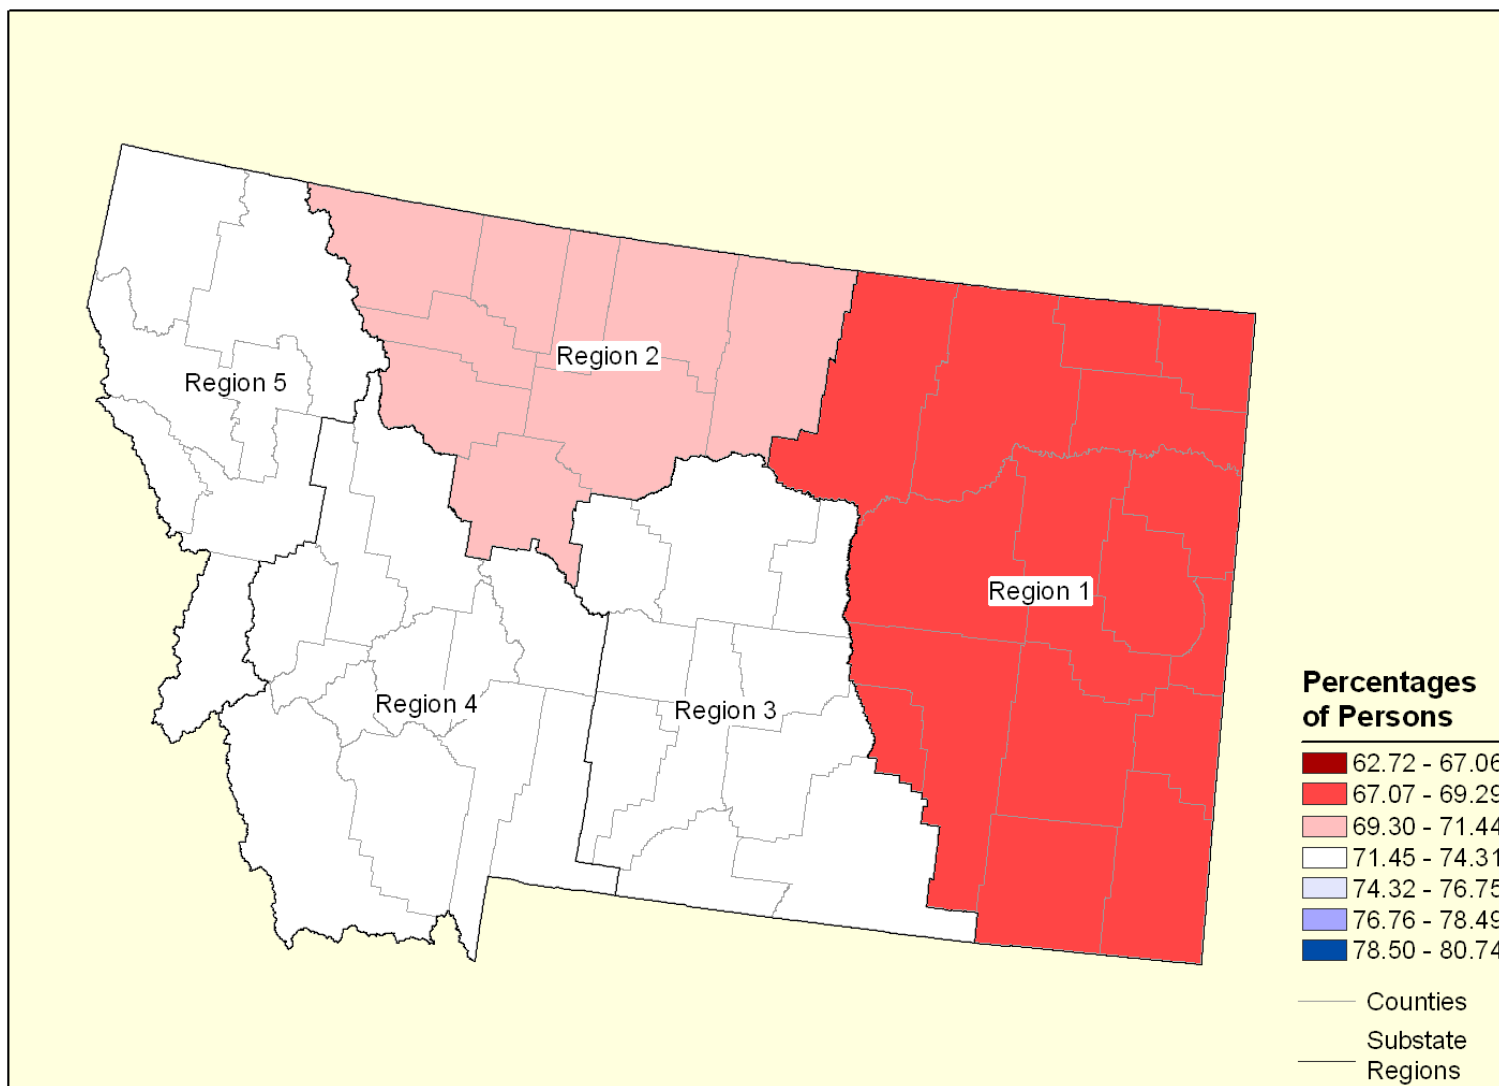 Region 2
Region 5
Region 1
Region 4
Region 3
Percentages
of Persons
62.72 - 67.06
67.07 - 69.29
69.30 - 71.44
71.45 - 74.31
74.32 - 76.75
76.76 - 78.49
78.50 - 80.74
Counties
Substate
Regions